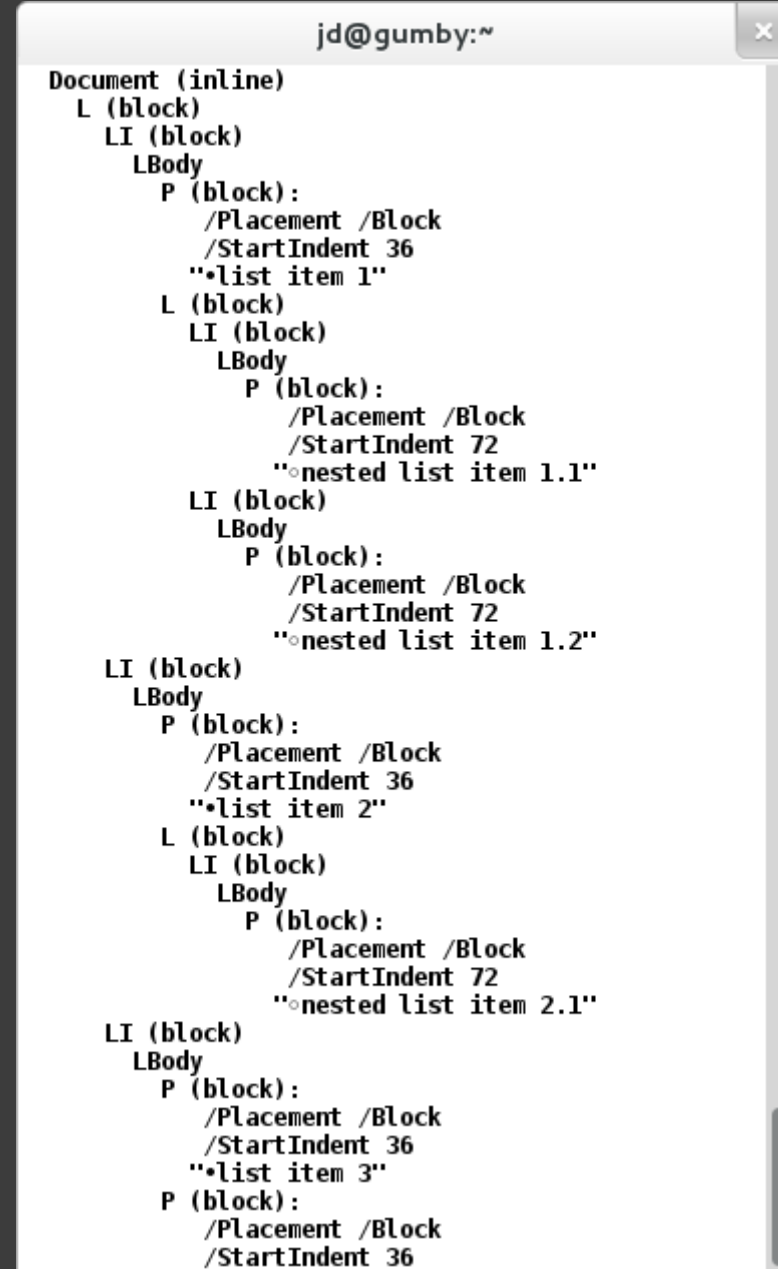 jd@gumby:~
Document (inline)
  L (block)
    LI (block)
      LBody
        P (block):
           /Placement /Block
           /StartIndent 36
          "•list item 1"
        L (block)
          LI (block)
            LBody
              P (block):
                 /Placement /Block
                 /StartIndent 72
                "◦nested list item 1.1"
          LI (block)
            LBody
              P (block):
                 /Placement /Block
                 /StartIndent 72
                "◦nested list item 1.2"
    LI (block)
      LBody
        P (block):
           /Placement /Block
           /StartIndent 36
          "•list item 2"
        L (block)
          LI (block)
            LBody
              P (block):
                 /Placement /Block
                 /StartIndent 72
                "◦nested list item 2.1"
    LI (block)
      LBody
        P (block):
           /Placement /Block
           /StartIndent 36
          "•list item 3"
        P (block):
           /Placement /Block
           /StartIndent 36